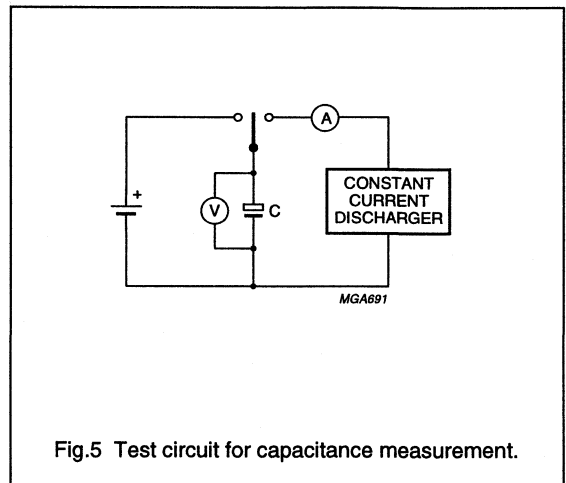 +
A
V
C
CONSTANT
CURRENT
DISCHARGER
MGA691
Fig.5 Test circuit for capacitance measurement.